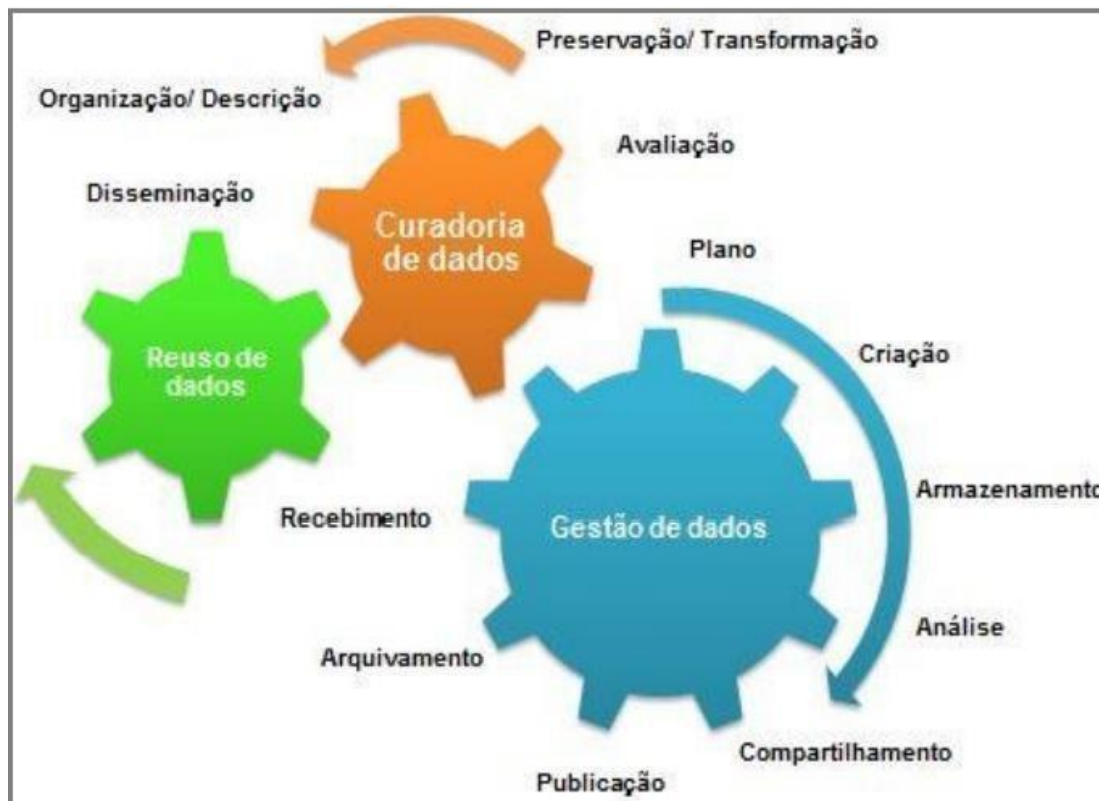 Preservação/ Transformação
Organização/ Descrição
Avaliação
Disseminação
Curadoria
de dados
Plano
Criação
Reuso de
dados
Armazenamento
Recebimento
Gestão de dados
Análise
Arquivamento
Compartilhamento
Publicação